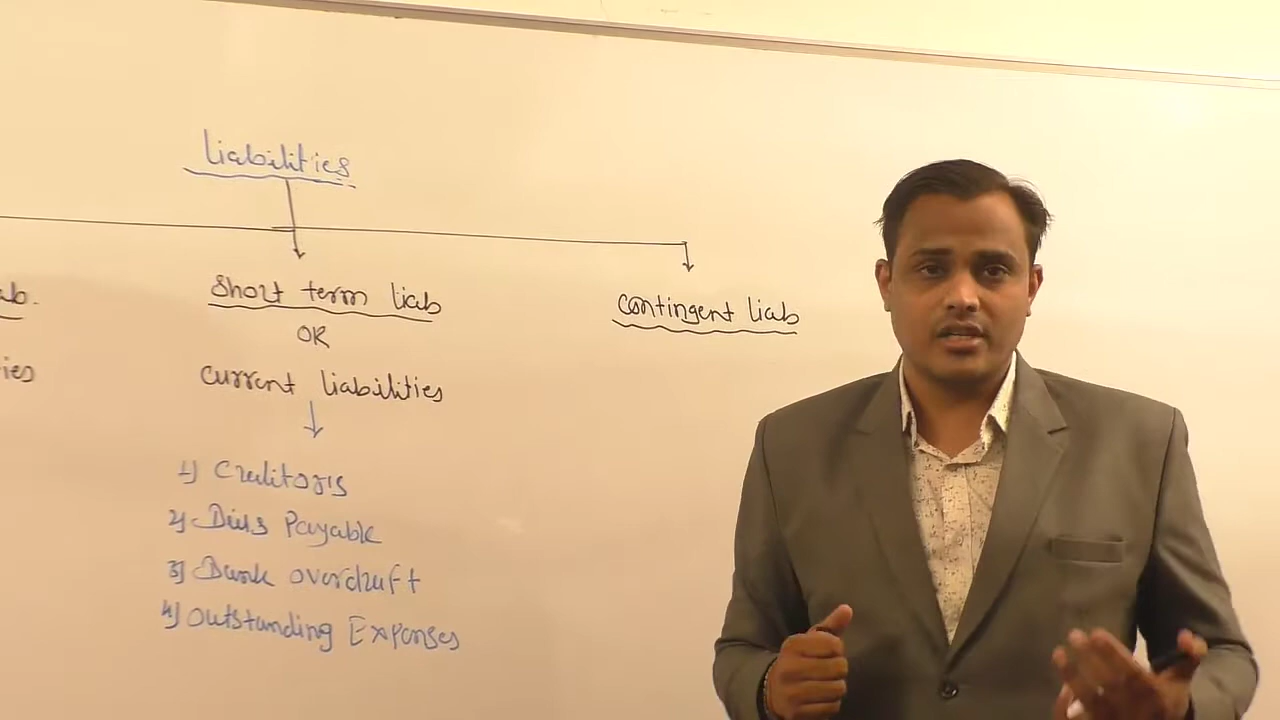 Liabilities
ab.
ies
Short term liab
OR
Current liabilities
1) Creditors
2) Bills Payable
3) Bank overdraft
4) Outstanding Expenses
Contingent liab